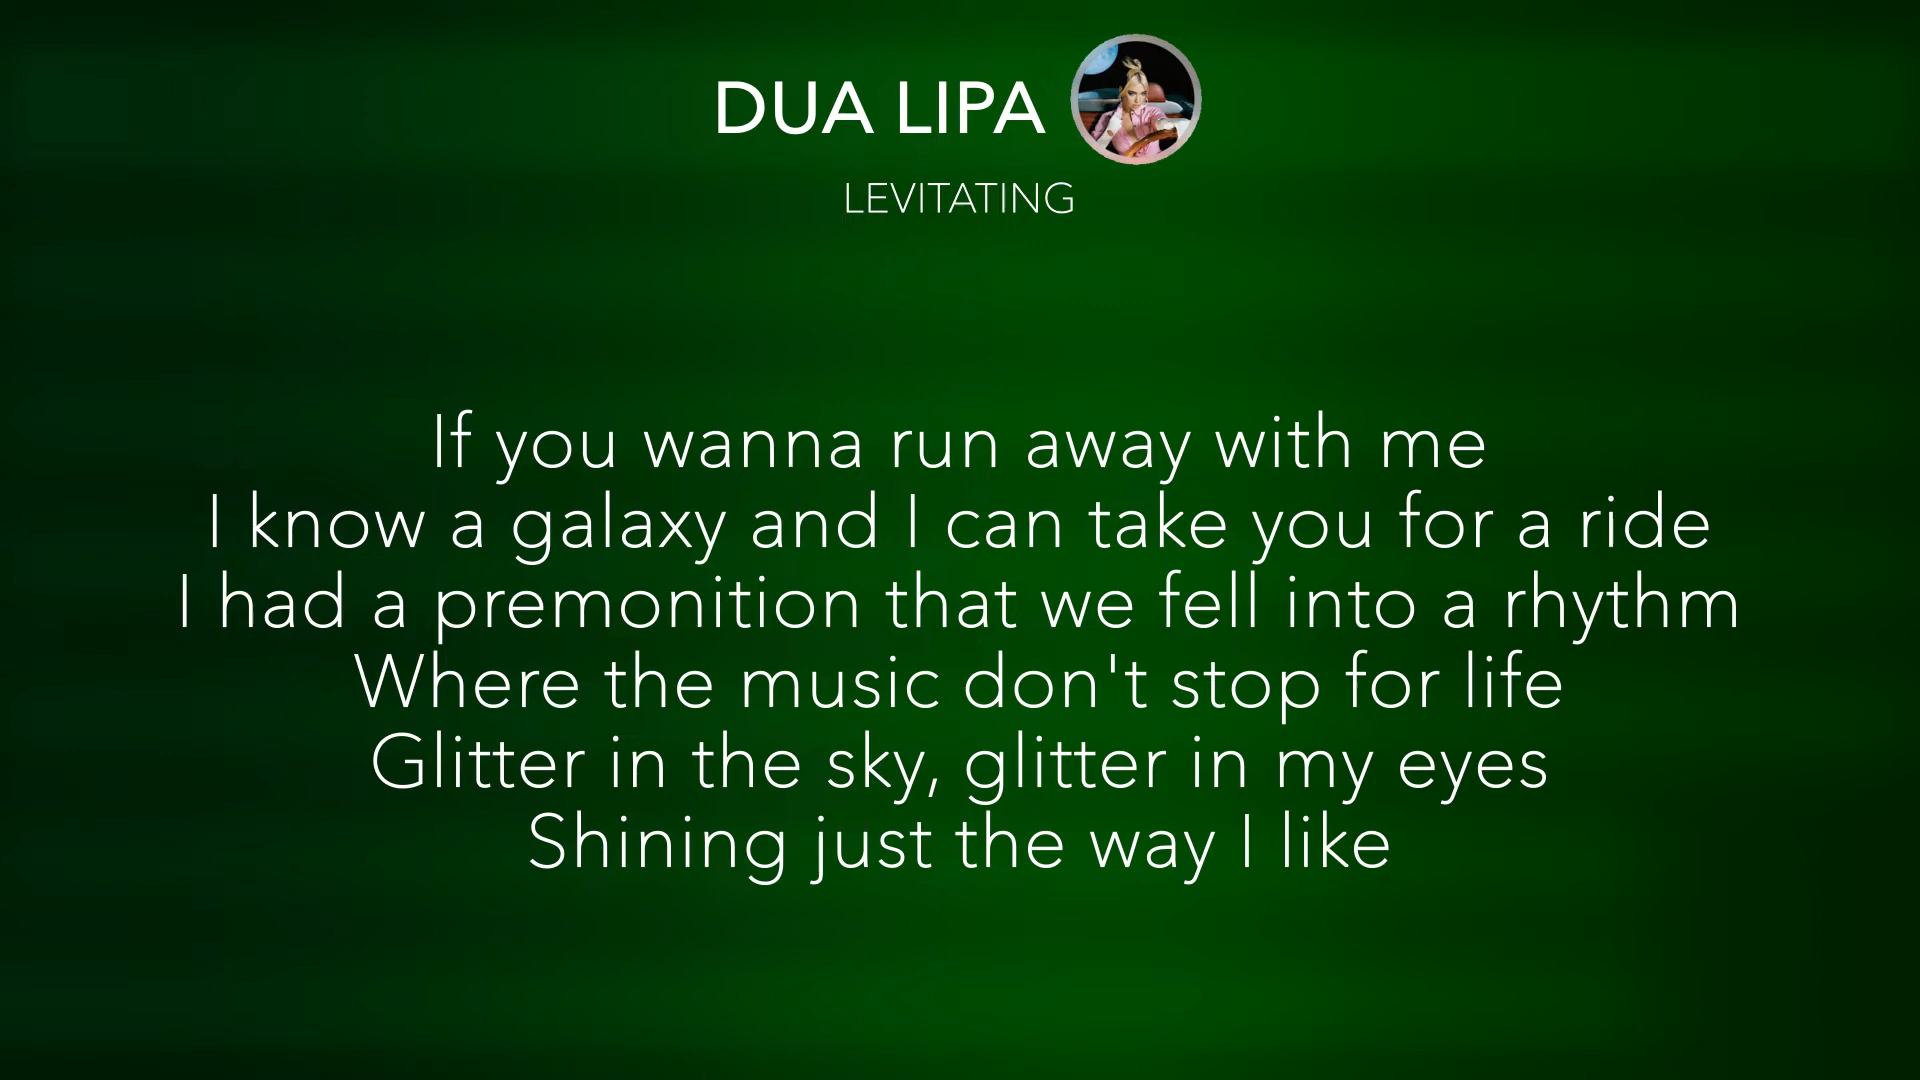 DUA LIPA
LEVITATING
If you wanna run away with me
I know a galaxy and I can take you for a ride
I had a premonition that we fell into a rhythm
Where the music don't stop for life
Glitter in the sky, glitter in my eyes
Shining just the way I like